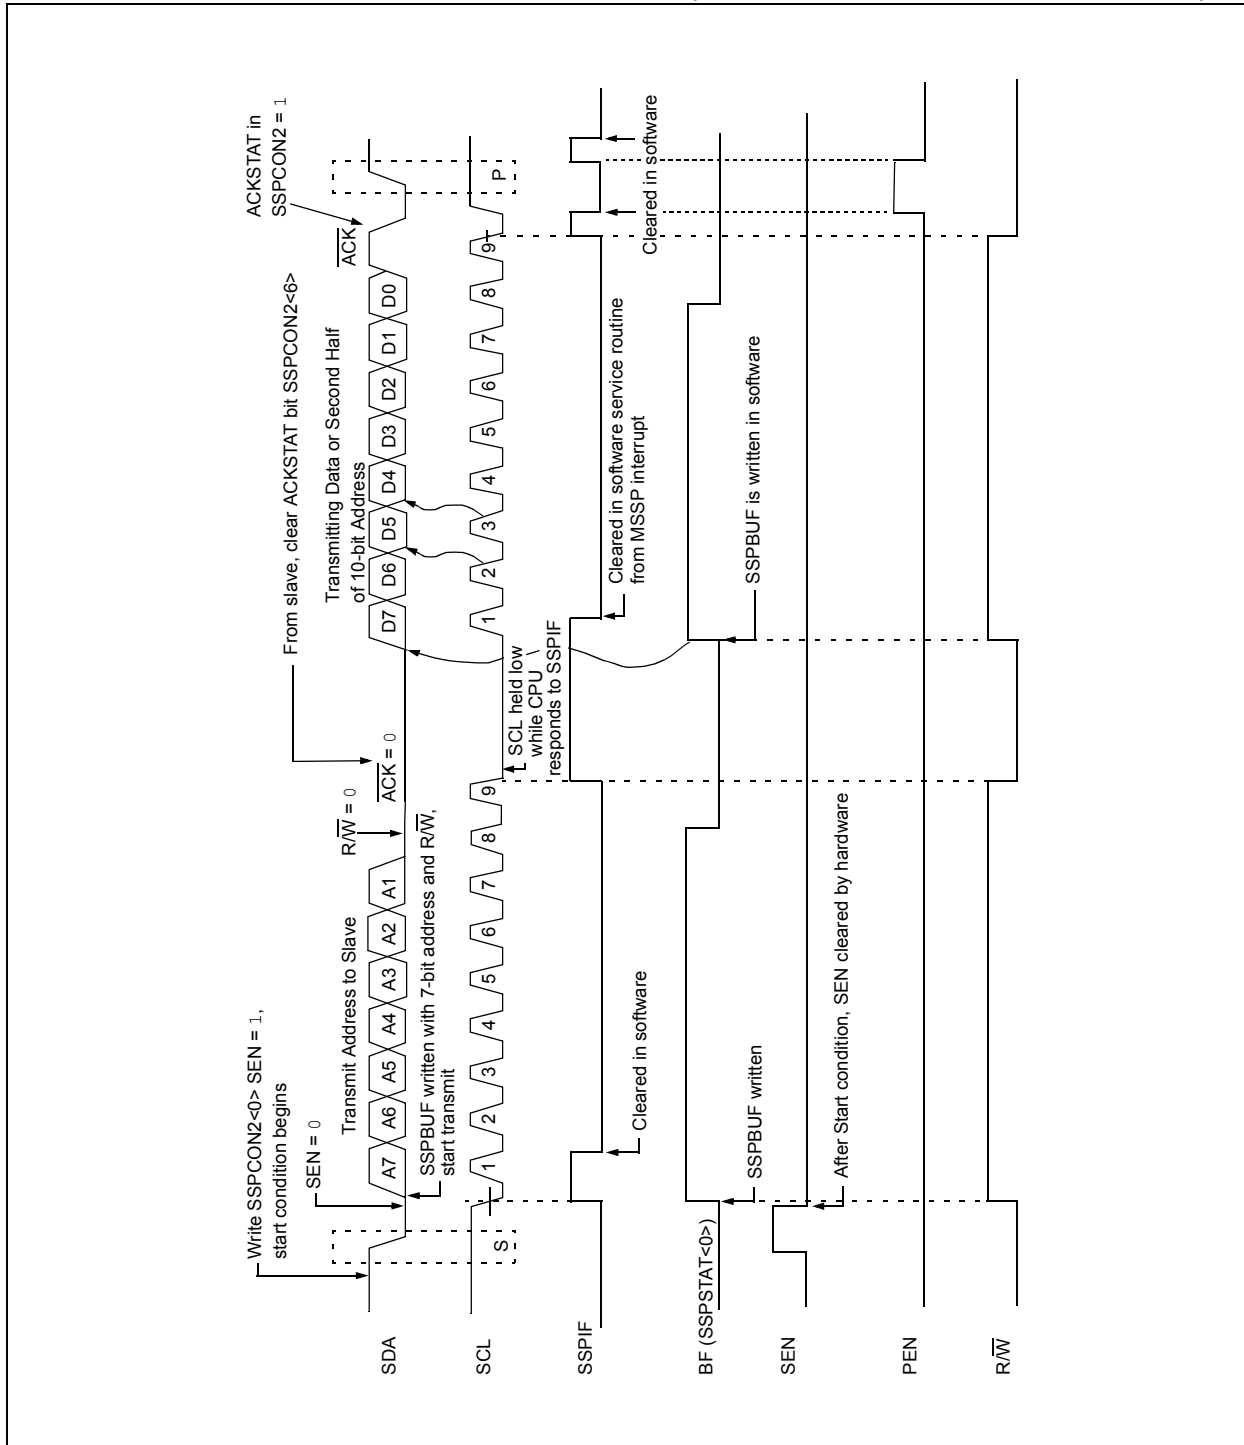 Write SSPCON2<0> SEN = 1,
start condition begins
SEN = 0
Transmit Address to Slave
R/W = 0
From slave, clear ACKSTAT bit SSPCON2<6>
ACK = 0
Transmitting Data or Second Half
of 10-bit Address
ACKSTAT in
SSPCON2 = 1
ACK
SDA
A7 A6 A5 A4 A3 A2 A1
D7 D6 D5 D4 D3 D2 D1 D0
SSPBUF written with 7-bit address and R/W,
start transmit
SCL
S
1 2 3 4 5 6 7 8 9
1 2 3 4 5 6 7 8 9
P
SCL held low
while CPU
responds to SSPIF
SSPIF
Cleared in software
Cleared in software service routine
from MSSP interrupt
Cleared in software
BF (SSPSTAT<0>)
SSPBUF written
SSPBUF is written in software
SEN
After Start condition, SEN cleared by hardware
PEN
R/W